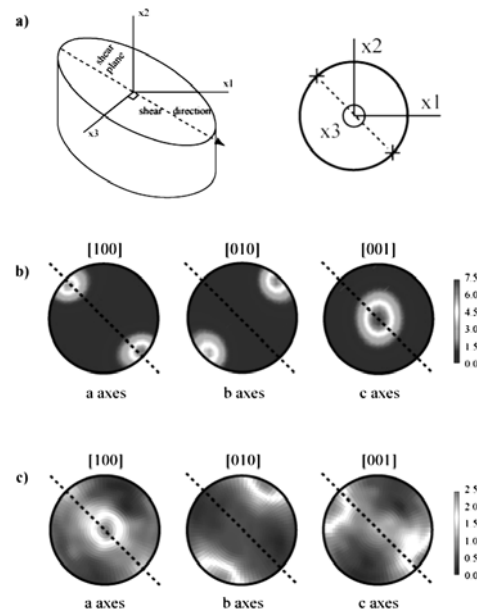 a)
x2
shear plane
x1
x3
shear direction
x2
x1
x3
b)
[100] [010] [001]
7.5
6.0
4.5
3.0
1.5
0.0
a axes b axes c axes
c)
[100] [010] [001]
2.5
2.0
1.5
1.0
0.5
0.0
a axes b axes c axes